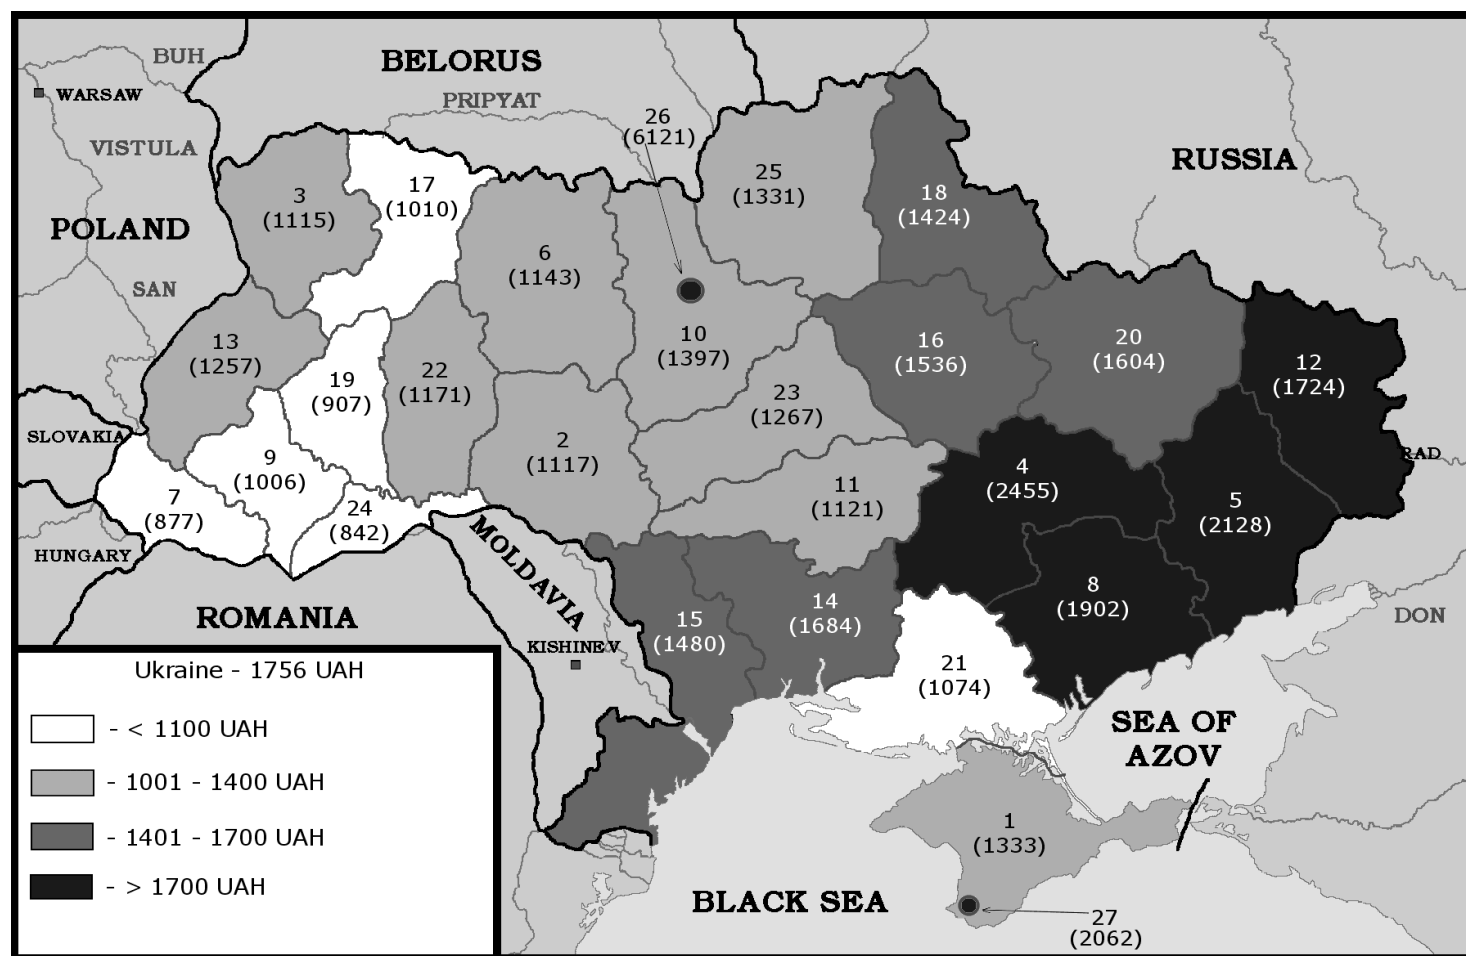 BUH
BELORUS
WARSAW
PRIPYAT
26
(6121)
VISTULA
RUSSIA
3
(1115)
17
(1010)
25
(1331)
18
(1424)
POLAND
6
(1143)
SAN
13
(1257)
10
(1397)
16
(1536)
20
(1604)
12
(1724)
19
(907)
22
(1171)
23
(1267)
SLOVAKIA
2
(1117)
RAD
9
(1006)
4
(2455)
7
(877)
24
(842)
11
(1121)
5
(2128)
HUNGARY
MOLDAVIA
8
(1902)
ROMANIA
15
(1480)
14
(1684)
DON
KISHINEV
21
(1074)
Ukraine - 1756 UAH
- < 1100 UAH
- 1001 - 1400 UAH
- 1401 - 1700 UAH
- > 1700 UAH
SEA OF
AZOV
1
(1333)
BLACK SEA
27
(2062)